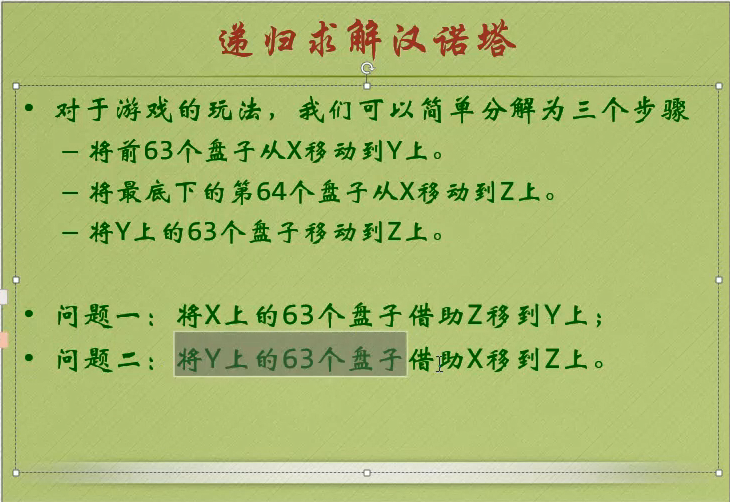 递归求解汉诺塔
• 对于游戏的玩法，我们可以简单分解为三个步骤
– 将前63个盘子从X移动到Y上。
– 将最底下的第64个盘子从X移动到Z上。
– 将Y上的63个盘子移动到Z上。
• 问题一：将X上的63个盘子借助Z移到Y上；
• 问题二：将Y上的63个盘子借助X移到Z上。